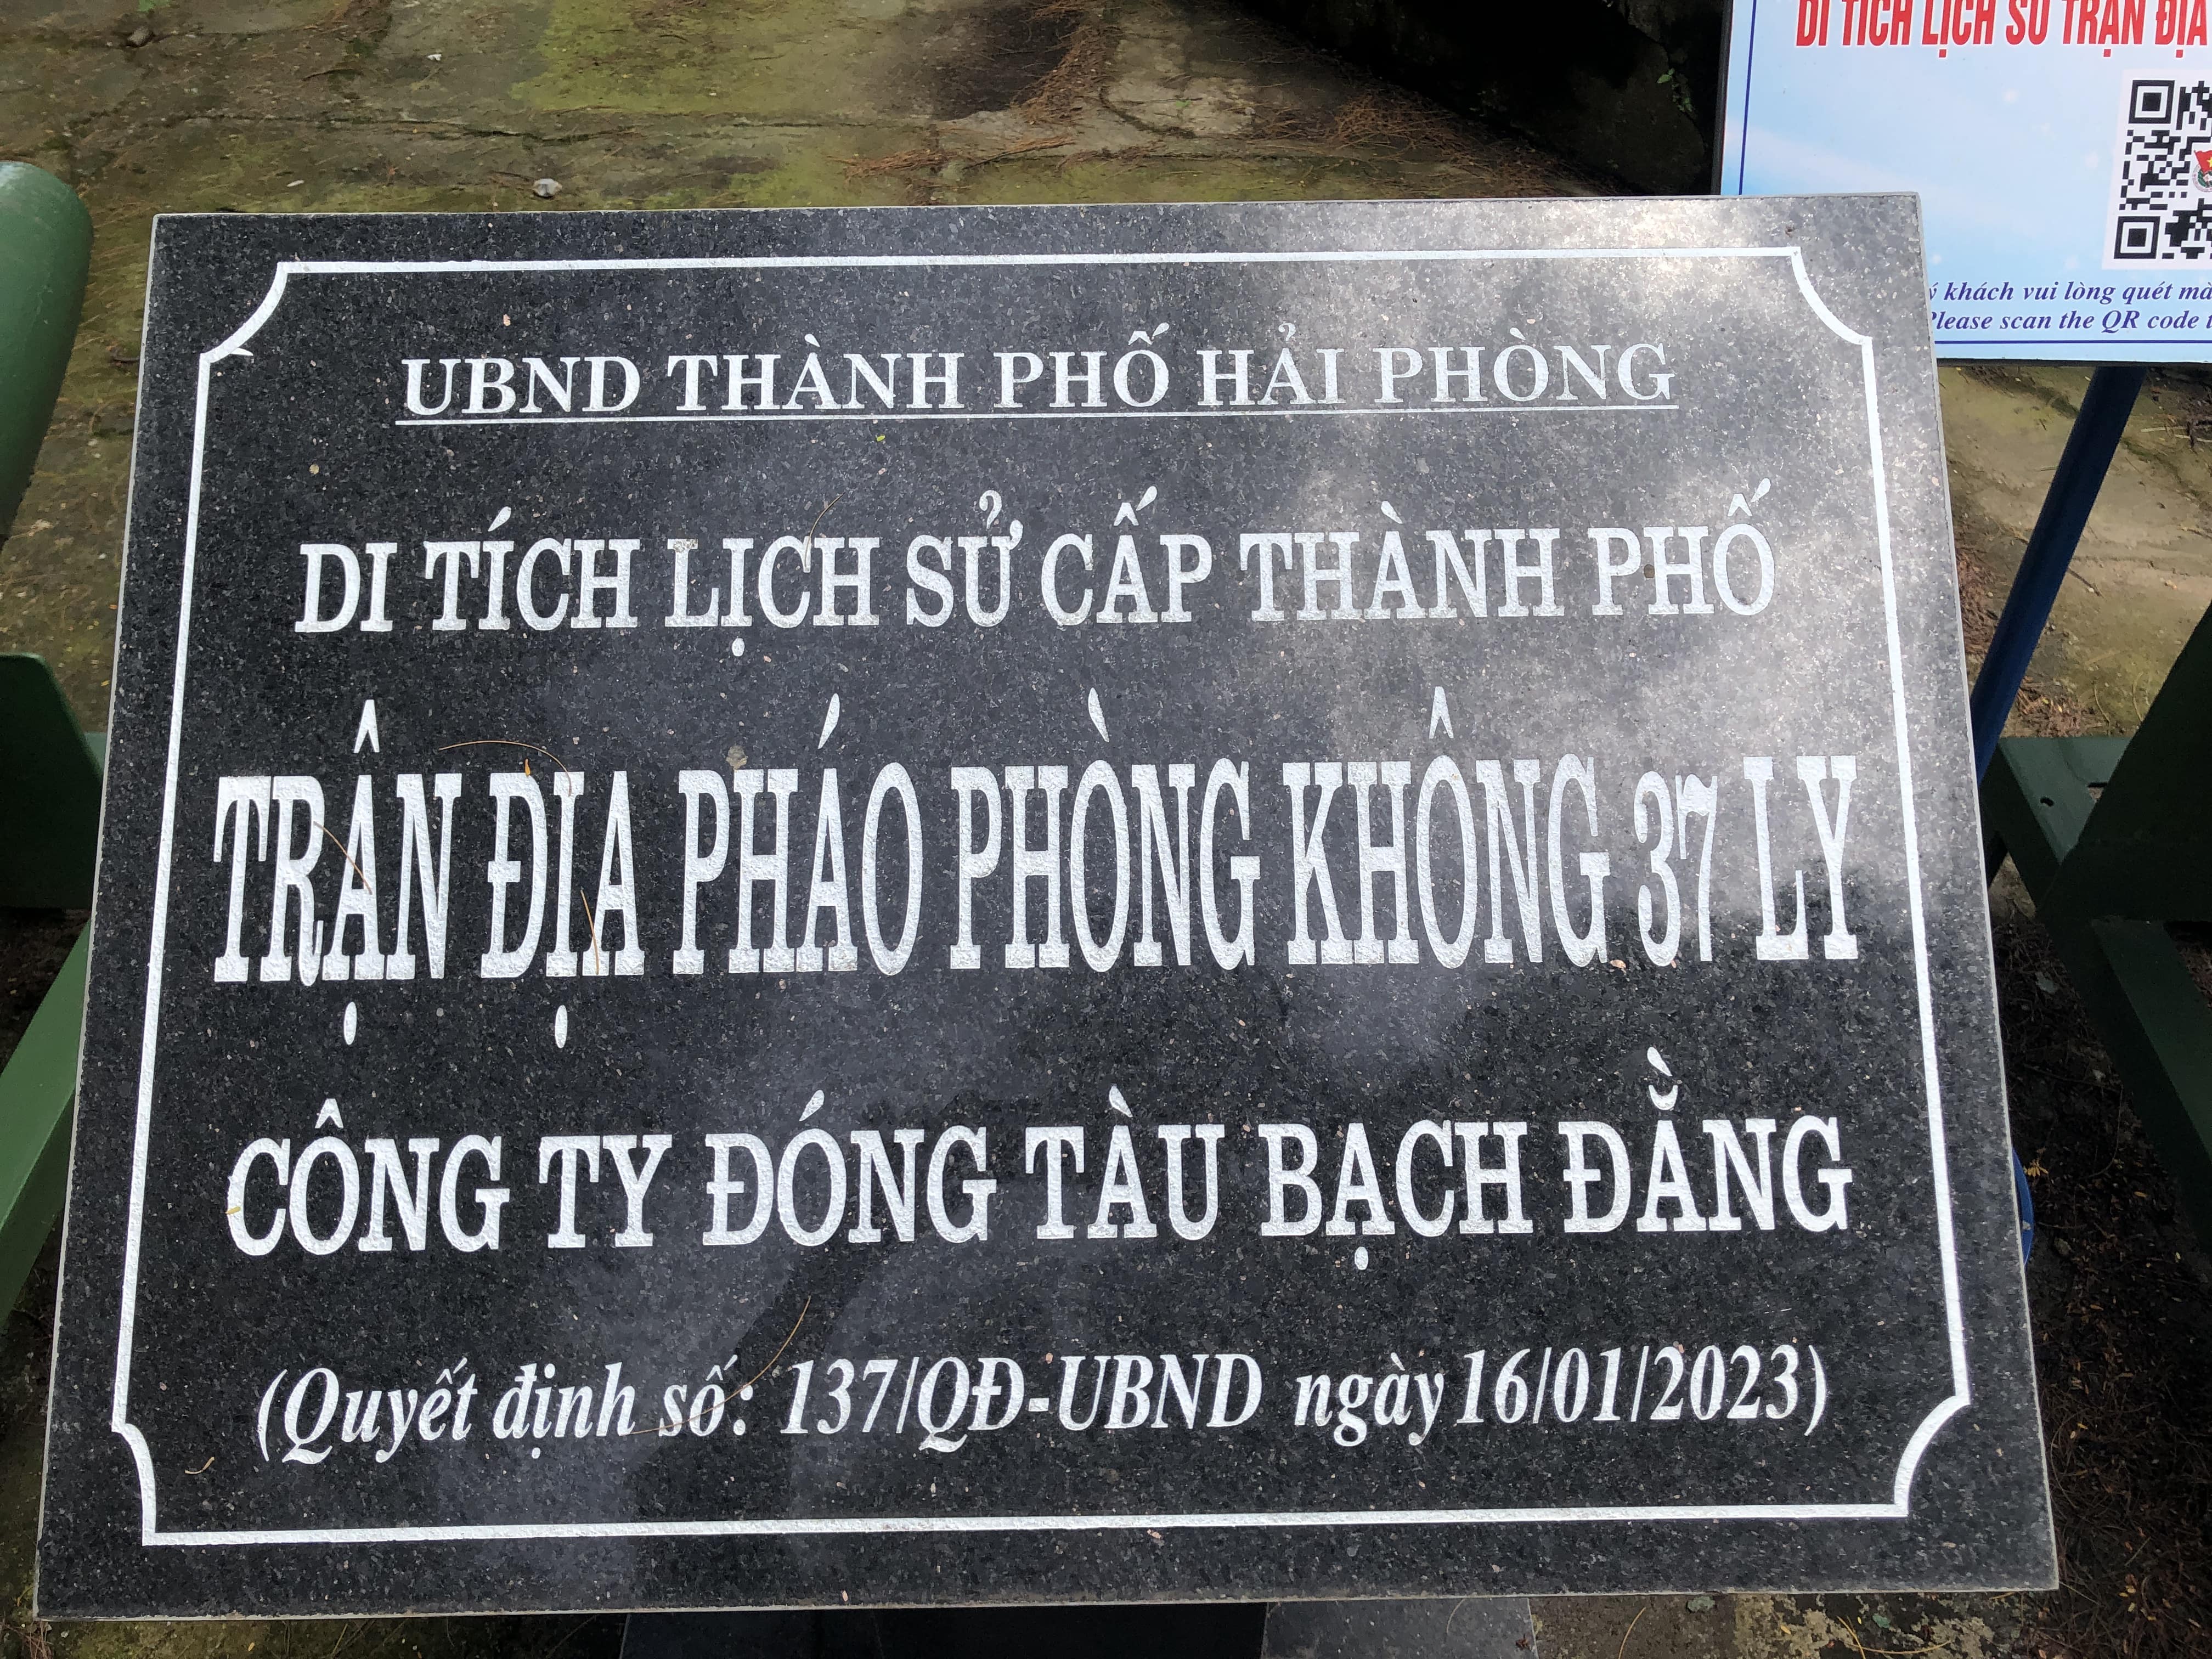 DI TÍCH LỊCH SỬ TRẬN ĐỊA
UBND THÀNH PHỐ HẢI PHÒNG
DI TÍCH LỊCH SỬ CẤP THÀNH PHỐ
TRẬN ĐỊA PHÁO PHÒNG KHÔNG 37 LY
CÔNG TY ĐÓNG TÀU BẠCH ĐẰNG
(Quyết định số: 137/QĐ-UBND ngày 16/01/2023)
khách vui lòng quét
Please scan the QR code